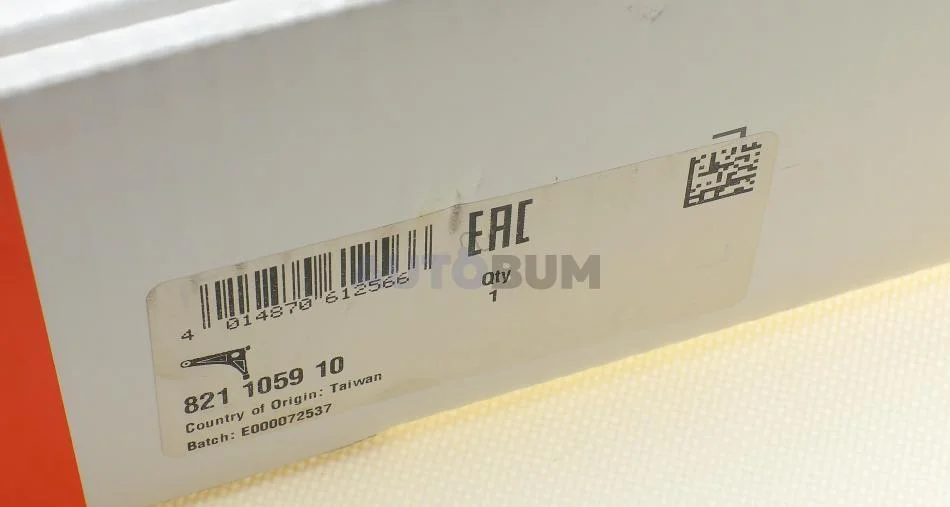 EAC
4 014870 612566
AUTOBUM
Qty
1
821 1059 10
Country of Origin: Taiwan
Batch: E000072537